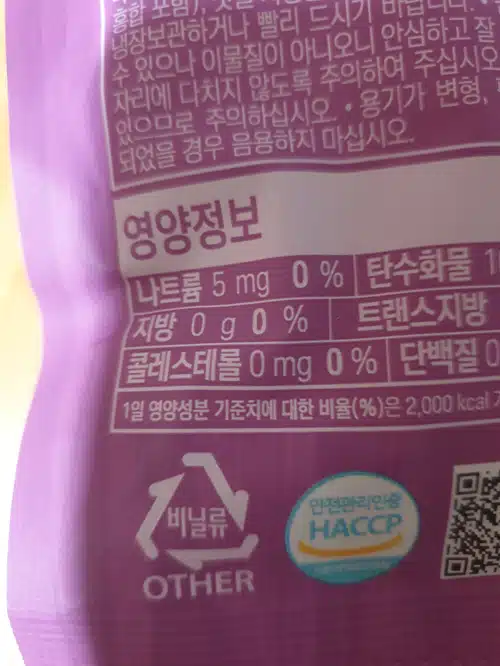 혼합 포함),
냉장보관하거나 빨리 드시기 바랍니다.
수 있으나 이물질이 아니오니 안심하고 잘
자리에 다치지 않도록 주의하여 주십시오
있으므로 주의하십시오. • 용기가 변형,
되었을 경우 음용하지 마십시오.
영양정보
나트륨 5 mg 0 % 탄수화물
지방 0 g 0 % 트랜스지방
콜레스테롤 0 mg 0 % 단백질 0
1일 영양성분 기준치에 대한 비율(%)은 2,000 kcal
비닐류
OTHER
안전관리인증
HACCP